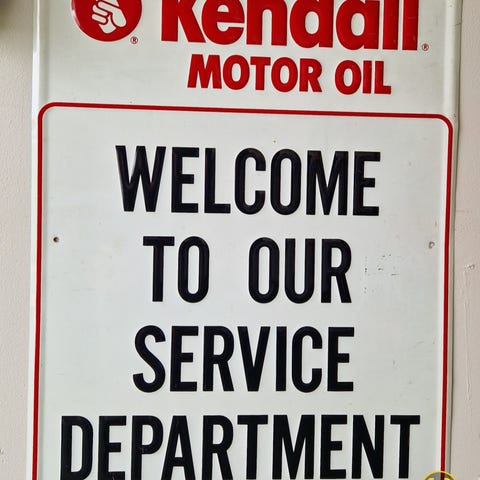 Kendall®
MOTOR OIL
WELCOME
TO OUR
SERVICE
DEPARTMENT